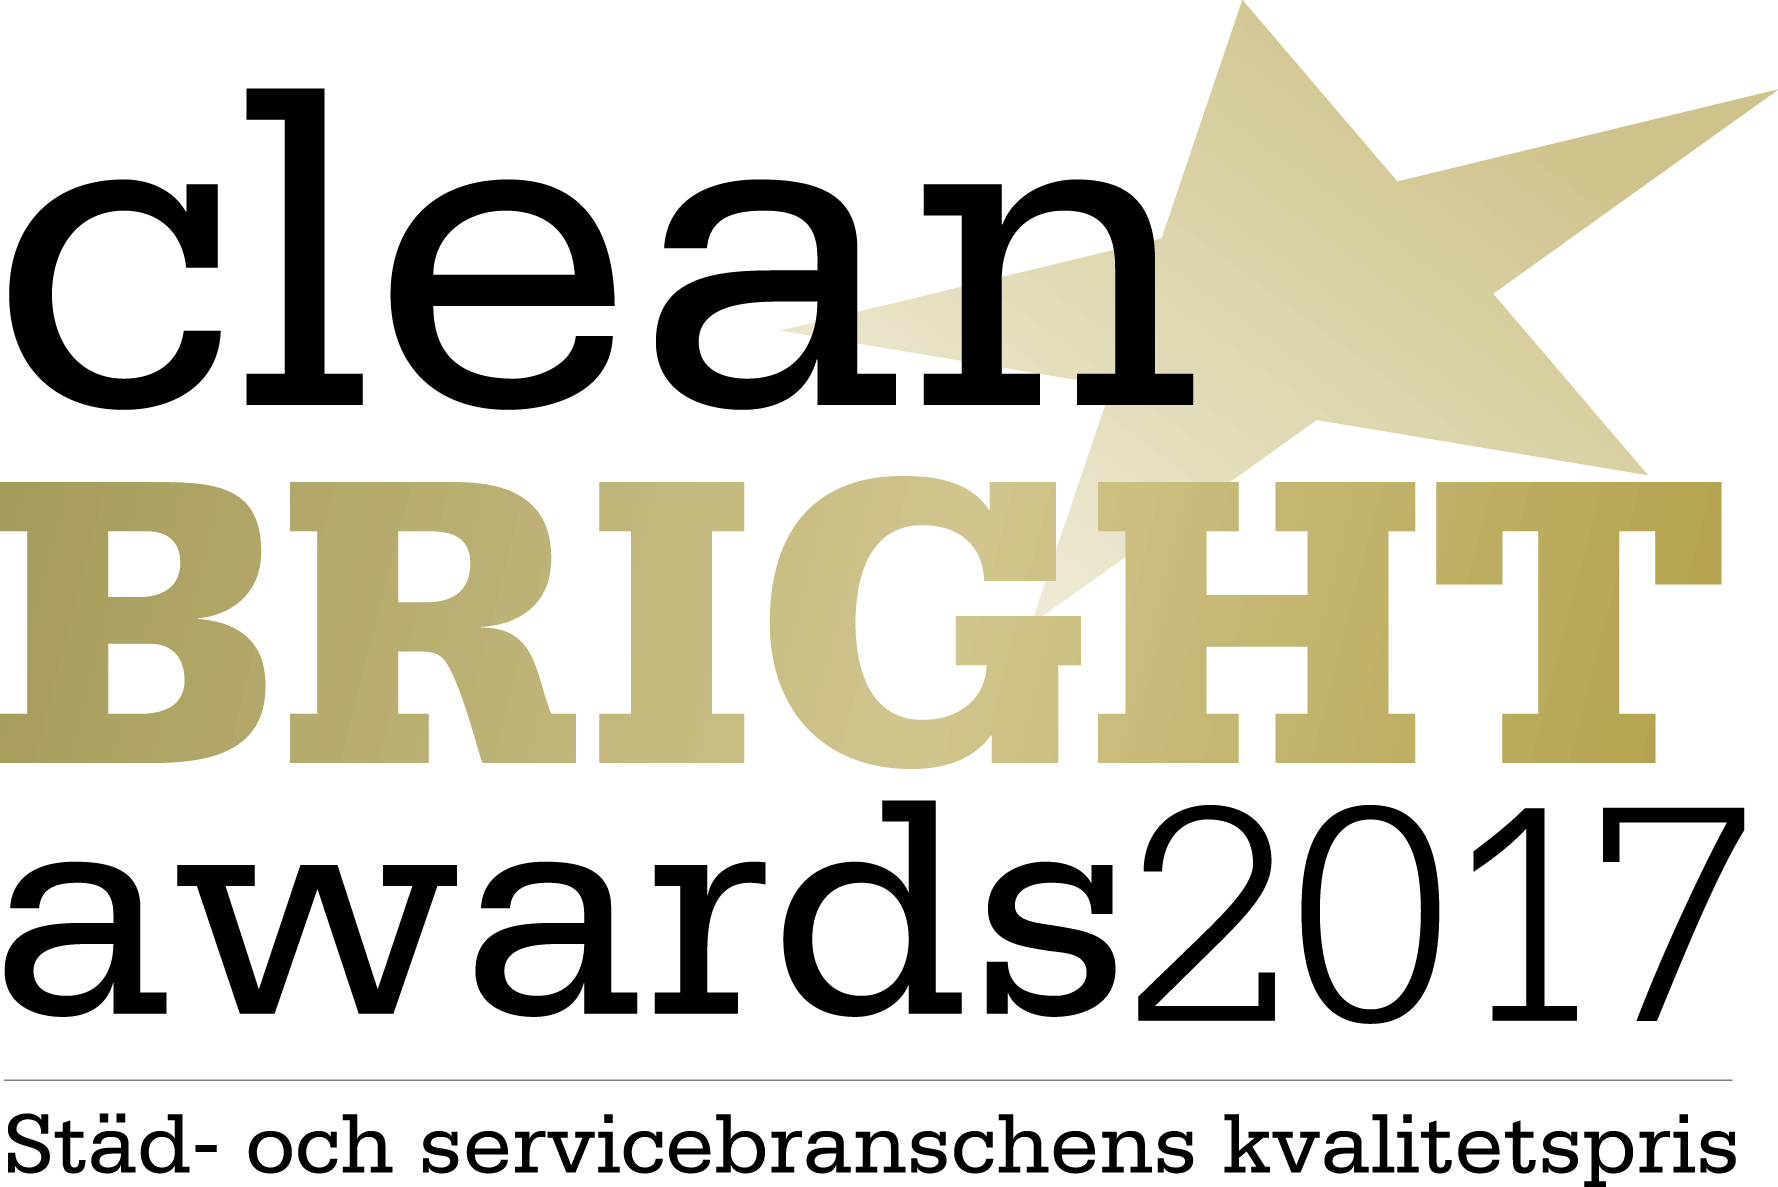 clean
BRIGHT
awards2017
Städ- och servicebranschens kvalitetspris